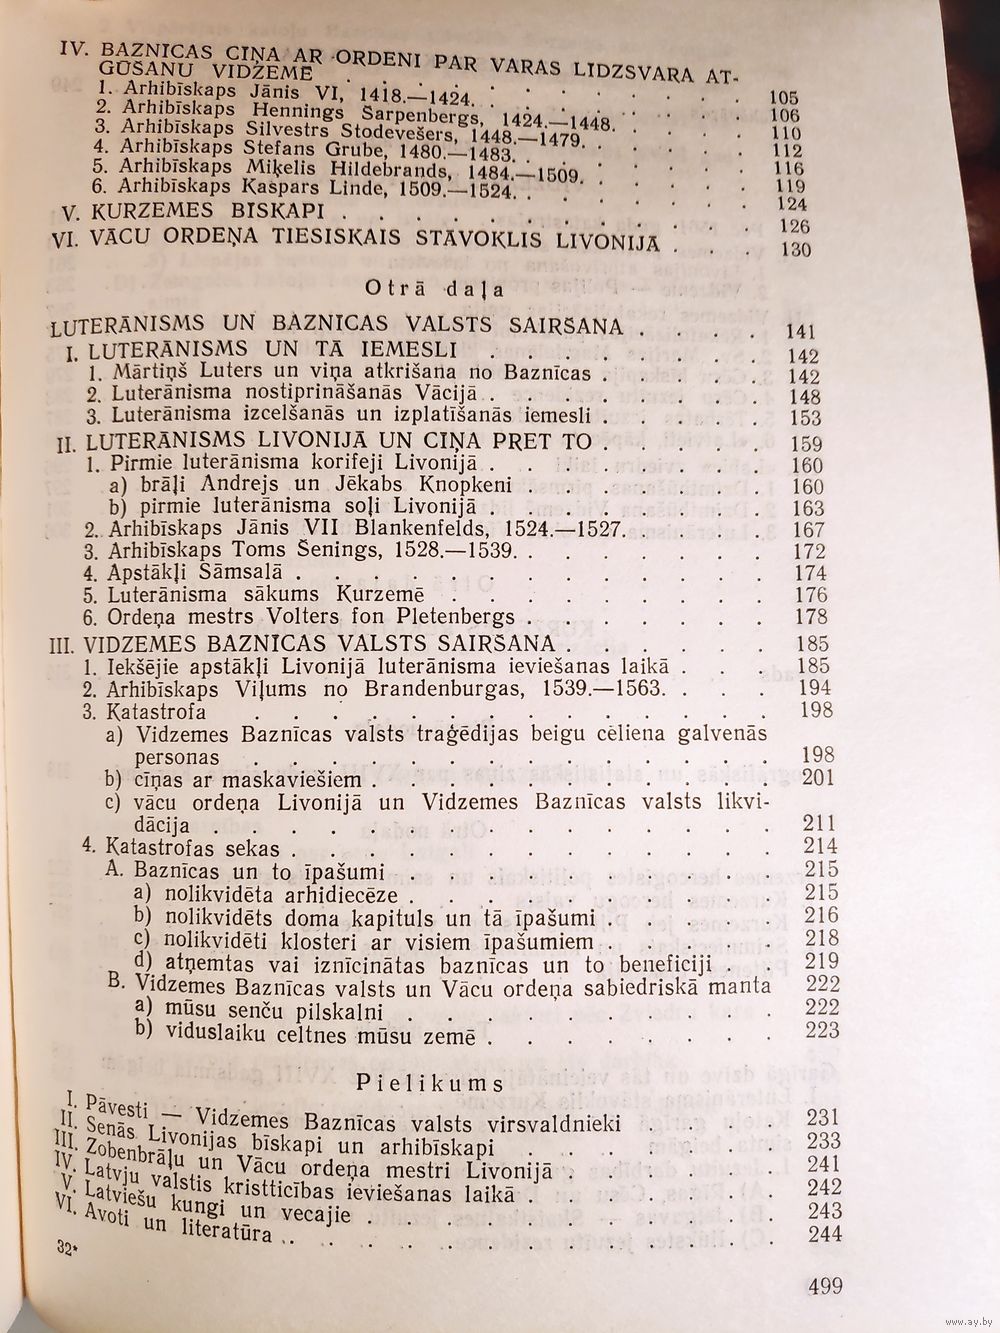 IV. BAZNĪCAS CĪŅA AR ORDENI PAR VARAS LĪDZSVARA AT-
GŪŠANU VIDZEMĒ . . . . . . . . . . 105
1. Arhibīskaps Jānis VI, 1418.—1424. . . . . . . . 106
2. Arhibīskaps Hennings Šarpenbergs, 1424.—1448. . . . . 110
3. Arhibīskaps Silvestrs Stodevešers, 1448.—1479. . . . . 112
4. Arhibīskaps Stefans Grube, 1480.—1483. . . . . . . 116
5. Arhibīskaps Miķelis Hildebrands, 1484.—1509. . . . . 119
6. Arhibīskaps Kaspars Linde, 1509.—1524. . . . . . . 124
V. KURZEMES BĪSKAPI . . . . . . . . . . 126
VI. VĀCU ORDEŅA TIESISKAIS STĀVOKLIS LIVONIJĀ . . . 130
Otrā daļa
LUTERĀNISMS UN BAZNĪCAS VALSTS SAIRŠANA . . . . 141
I. LUTERĀNISMS UN TĀ IEMESLI . . . . . . . . 142
1. Mārtiņš Luters un viņa atkrišana no Baznīcas . . . . . 142
2. Luterānisma nostiprināšanās Vācijā . . . . . . . . 148
3. Luterānisma izcelšanās un izplatīšanās iemesli . . . . . 153
II. LUTERĀNISMS LIVONIJĀ UN CĪŅA PRET TO . . . . . 159
1. Pirmie luterānisma korifeji Livonijā . . . . . . . . 160
a) brāļi Andrejs un Jēkabs Knopkeni . . . . . . . 160
b) pirmie luterānisma soļi Livonijā . . . . . . . . 163
2. Arhibīskaps Jānis VII Blankenfelds, 1524.—1527. . . . . 167
3. Arhibīskaps Toms Šenings, 1528.—1539. . . . . . . . 172
4. Apstākļi Sāmsalā . . . . . . . . . . . . . 174
5. Luterānisma sākums Kurzemē . . . . . . . . . 176
6. Ordeņa mestrs Volters fon Pletenbergs . . . . . . . 178
III. VIDZEMES BAZNĪCAS VALSTS SAIRŠANA . . . . . . 185
1. Iekšējie apstākļi Livonijā luterānisma ieviešanas laikā . . . 185
2. Arhibīskaps Viļums no Brandenburgas, 1539.—1563. . . . 194
3. Katastrofa . . . . . . . . . . . . . . 198
a) Vidzemes Baznīcas valsts traģēdijas beigu cēliena galvenās
personas . . . . . . . . . . . . . . 198
b) cīņas ar maskaviešiem . . . . . . . . . . . 201
c) vācu ordeņa Livonijā un Vidzemes Baznīcas valsts likvi-
dācija . . . . . . . . . . . . . . . 211
4. Katastrofas sekas . . . . . . . . . . . . . 214
A. Baznīcas un to īpašumi . . . . . . . . . . 215
a) nolikvidēta arhidiecēze . . . . . . . . . . 215
b) nolikvidēts doma kapituls un tā īpašumi . . . . . 216
c) nolikvidēti klosteri ar visiem īpašumiem . . . . . 218
d) atņemtas vai iznīcinātas baznīcas un to beneficiji . . 219
B. Vidzemes Baznīcas valsts un Vācu ordeņa sabiedriskā manta 222
a) mūsu senču pilskalni . . . . . . . . . . 222
b) viduslaiku celtnes mūsu zemē . . . . . . . . 223
Pielikums
I. Pāvesti — Vidzemes Baznīcas valsts virsvaldnieki . . . . 231
II. Senās Livonijas bīskapi un arhibīskapi . . . . . . . 233
III. Zobenbrāļu un Vācu ordeņa mestri Livonijā . . . . . . 241
IV. Latvju valstis kristticības ieviešanas laikā . . . . . . . 242
V. Latviešu kungi un vecajie . . . . . . . . . . . 243
VI. Avoti un literatūra . . . . . . . . . . . . . 244
32*
499
www.ay.by